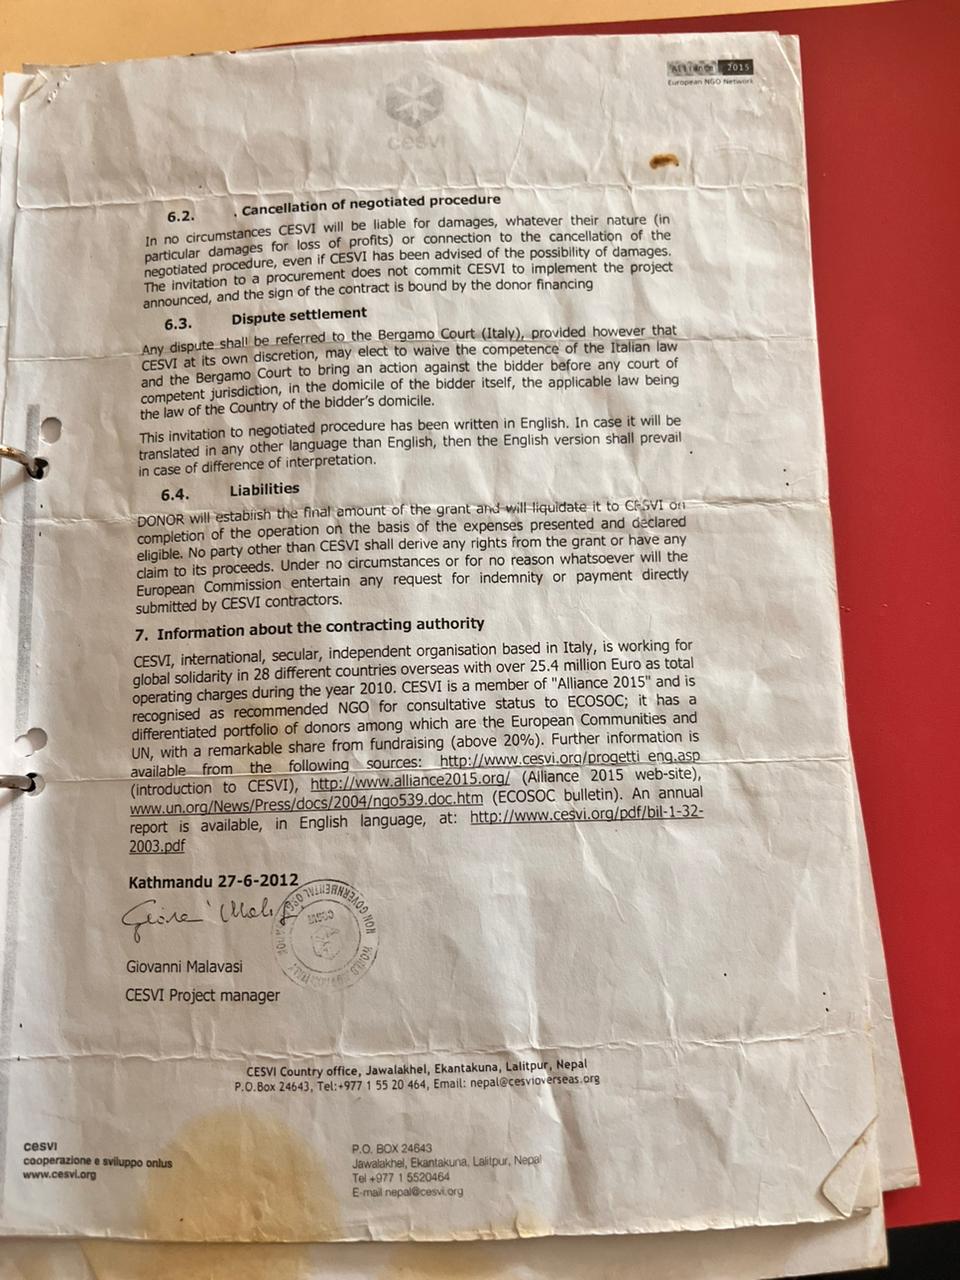 Alliance 2015
European NGO Network
cesvi
6.2. . Cancellation of negotiated procedure
In no circumstances CESVI will be liable for damages, whatever their nature (in
particular damages for loss of profits) or connection to the cancellation of the
negotiated procedure, even if CESVI has been advised of the possibility of damages.
The invitation to a procurement does not commit CESVI to implement the project
announced, and the sign of the contract is bound by the donor financing
6.3. Dispute settlement
Any dispute shall be referred to the Bergamo Court (Italy), provided however that
CESVI at its own discretion, may elect to waive the competence of the Italian law
and the Bergamo Court to bring an action against the bidder before any court of
competent jurisdiction, in the domicile of the bidder itself, the applicable law being
the law of the Country of the bidder's domicile.
This invitation to negotiated procedure has been written in English. In case it will be
translated in any other language than English, then the English version shall prevail
in case of difference of interpretation.
6.4. Liabilities
DONOR will establish the final amount of the grant and will liquidate it to CESVI on
completion of the operation on the basis of the expenses presented and declared
eligible. No party other than CESVI shall derive any rights from the grant or have any
claim to its proceeds. Under no circumstances or for no reason whatsoever will the
European Commission entertain any request for indemnity or payment directly
submitted by CESVI contractors.
7. Information about the contracting authority
CESVI, international, secular, independent organisation based in Italy, is working for
global solidarity in 28 different countries overseas with over 25.4 million Euro as total
operating charges during the year 2010. CESVI is a member of "Alliance 2015" and is
recognised as recommended NGO for consultative status to ECOSOC; it has a
differentiated portfolio of donors among which are the European Communities and
UN, with a remarkable share from fundraising (above 20%). Further information is
available from the following sources: http://www.cesvi.org/progetti_eng.asp
(introduction to CESVI), http://www.alliance2015.org/ (Alliance 2015 web-site),
www.un.org/News/Press/docs/2004/ngo539.doc.htm (ECOSOC bulletin). An annual
report is available, in English language, at: http://www.cesvi.org/pdf/bil-1-32-
2003.pdf
Kathmandu 27-6-2012
NON GOVERNMENTAL
WORLD
CESVI
Giovanni Malavasi
CESVI Project manager
CESVI Country office, Jawalakhel, Ekantakuna, Lalitpur, Nepal
P.O.Box 24643, Tel:+977 1 55 20 464, Email: nepal@cesvioverseas.org
cesvi
cooperazione e sviluppo onlus
www.cesvi.org
P.O. BOX 24643
Jawalakhel, Ekantakuna, Lalitpur, Nepal
Tel +977 1 5520464
E-mail nepal@cesvi.org